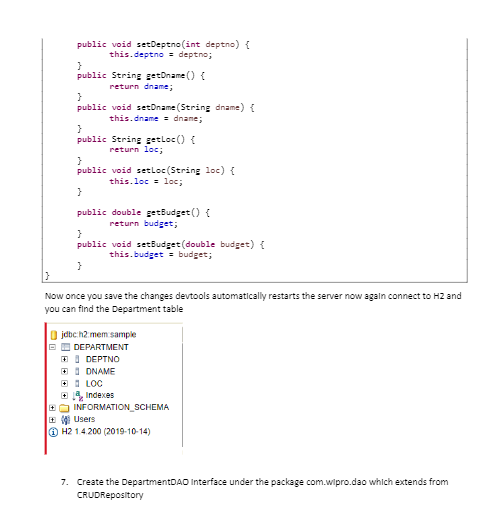 public void setDeptno(int deptno) {
this.deptno = deptno;
}
public String getDname() {
return dname;
}
public void setDname(String dname) {
this.dname = dname;
}
public String getLoc() {
return loc;
}
public void setLoc(String loc) {
this.loc = loc;
}
public double getBudget() {
return budget;
}
public void setBudget(double budget) {
this.budget = budget;
}
}
Now once you save the changes devtools automatically restarts the server now again connect to H2 and
you can find the Department table
jdbc:h2:mem:sample
DEPARTMENT
DEPTNO
DNAME
LOC
Indexes
INFORMATION_SCHEMA
Users
H2 1.4.200 (2019-10-14)
7. Create the DepartmentDAO Interface under the package com.wipro.dao which extends from
CRUDRepository